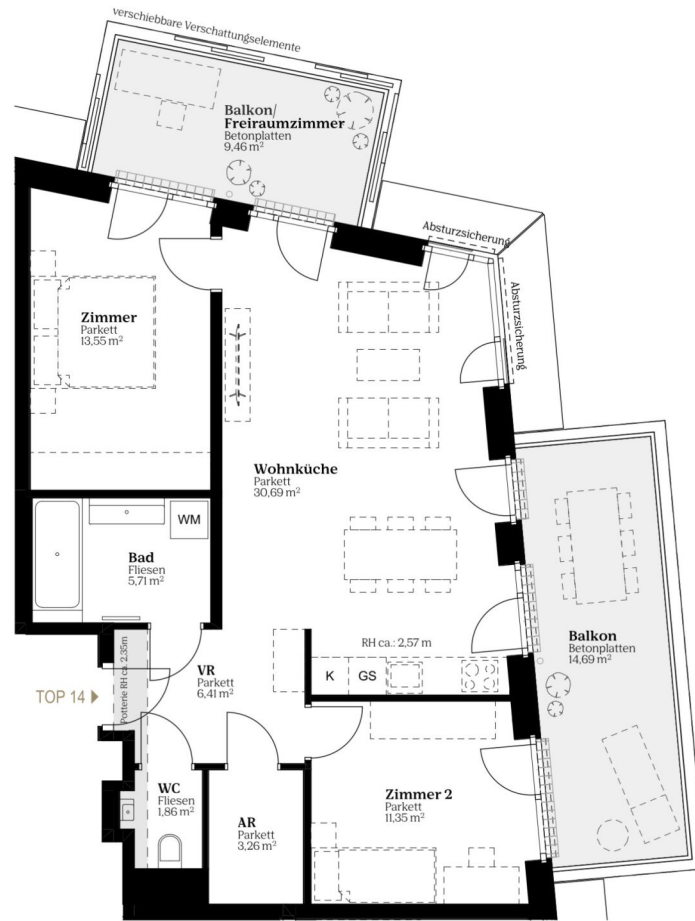 verschiebbare Verschattungselemente
Balkon/
Freiraumzimmer
Betonplatten
9,46 m²
Absturzsicherung
Absturzsicherung
Zimmer
Parkett
13,55 m²
Wohnküche
Parkett
30,69 m²
WM
Bad
Fliesen
5,71 m²
RH ca.: 2,57 m
K
GS
Balkon
Betonplatten
14,69 m²
Potterie RH ca. 2,35m
VR
Parkett
6,41 m²
TOP 14
WC
Fliesen
1,86 m²
AR
Parkett
3,26 m²
Zimmer 2
Parkett
11,35 m²